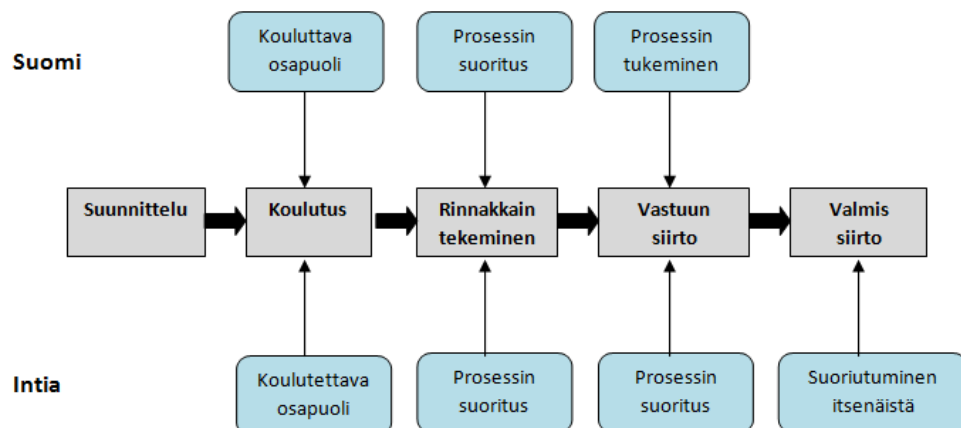 Kouluttava
osapuoli
Prosessin
suoritus
Prosessin
tukeminen
Suomi
Suunnittelu
Koulutus
Rinnakkain
tekeminen
Vastuun
siirto
Valmis
siirto
Intia
Koulutettava
osapuoli
Prosessin
suoritus
Prosessin
suoritus
Suoriutuminen
itsenäistä